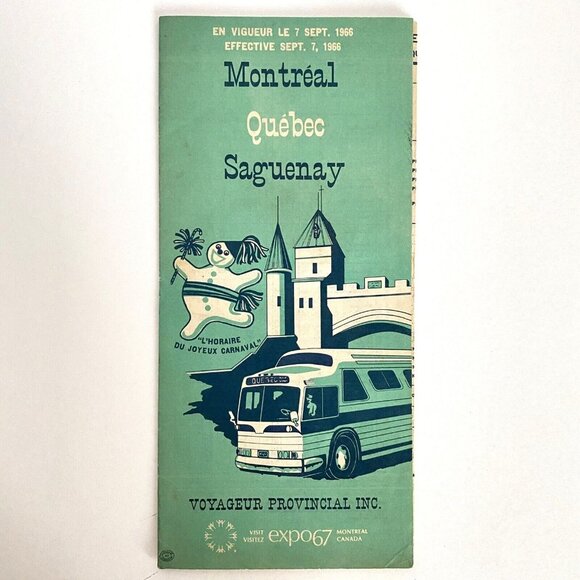 EN VIGUEUR LE 7 SEPT. 1966
EFFECTIVE SEPT. 7, 1966
Montréal
Québec
Saguenay
"L'HORAIRE
DU JOYEUX CARNAVAL"
QUEBEC
VOYAGEUR PROVINCIAL INC.
VISIT
VISITEZ
expo67
MONTREAL
CANADA